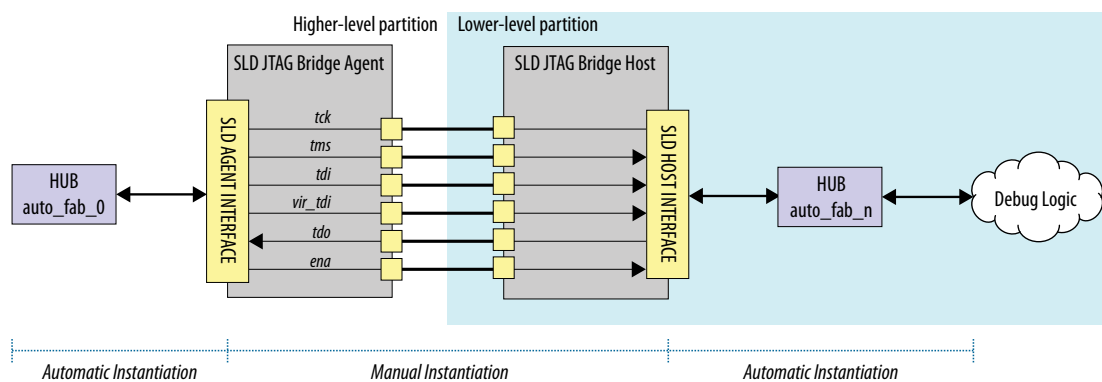 Higher-level partition
Lower-level partition
SLD JTAG Bridge Agent
SLD JTAG Bridge Host
tck
tms
tdi
vir_tdi
tdo
ena
SLD AGENT INTERFACE
SLD HOST INTERFACE
HUB
auto_fab_0
HUB
auto_fab_n
Debug Logic
Automatic Instantiation
Manual Instantiation
Automatic Instantiation